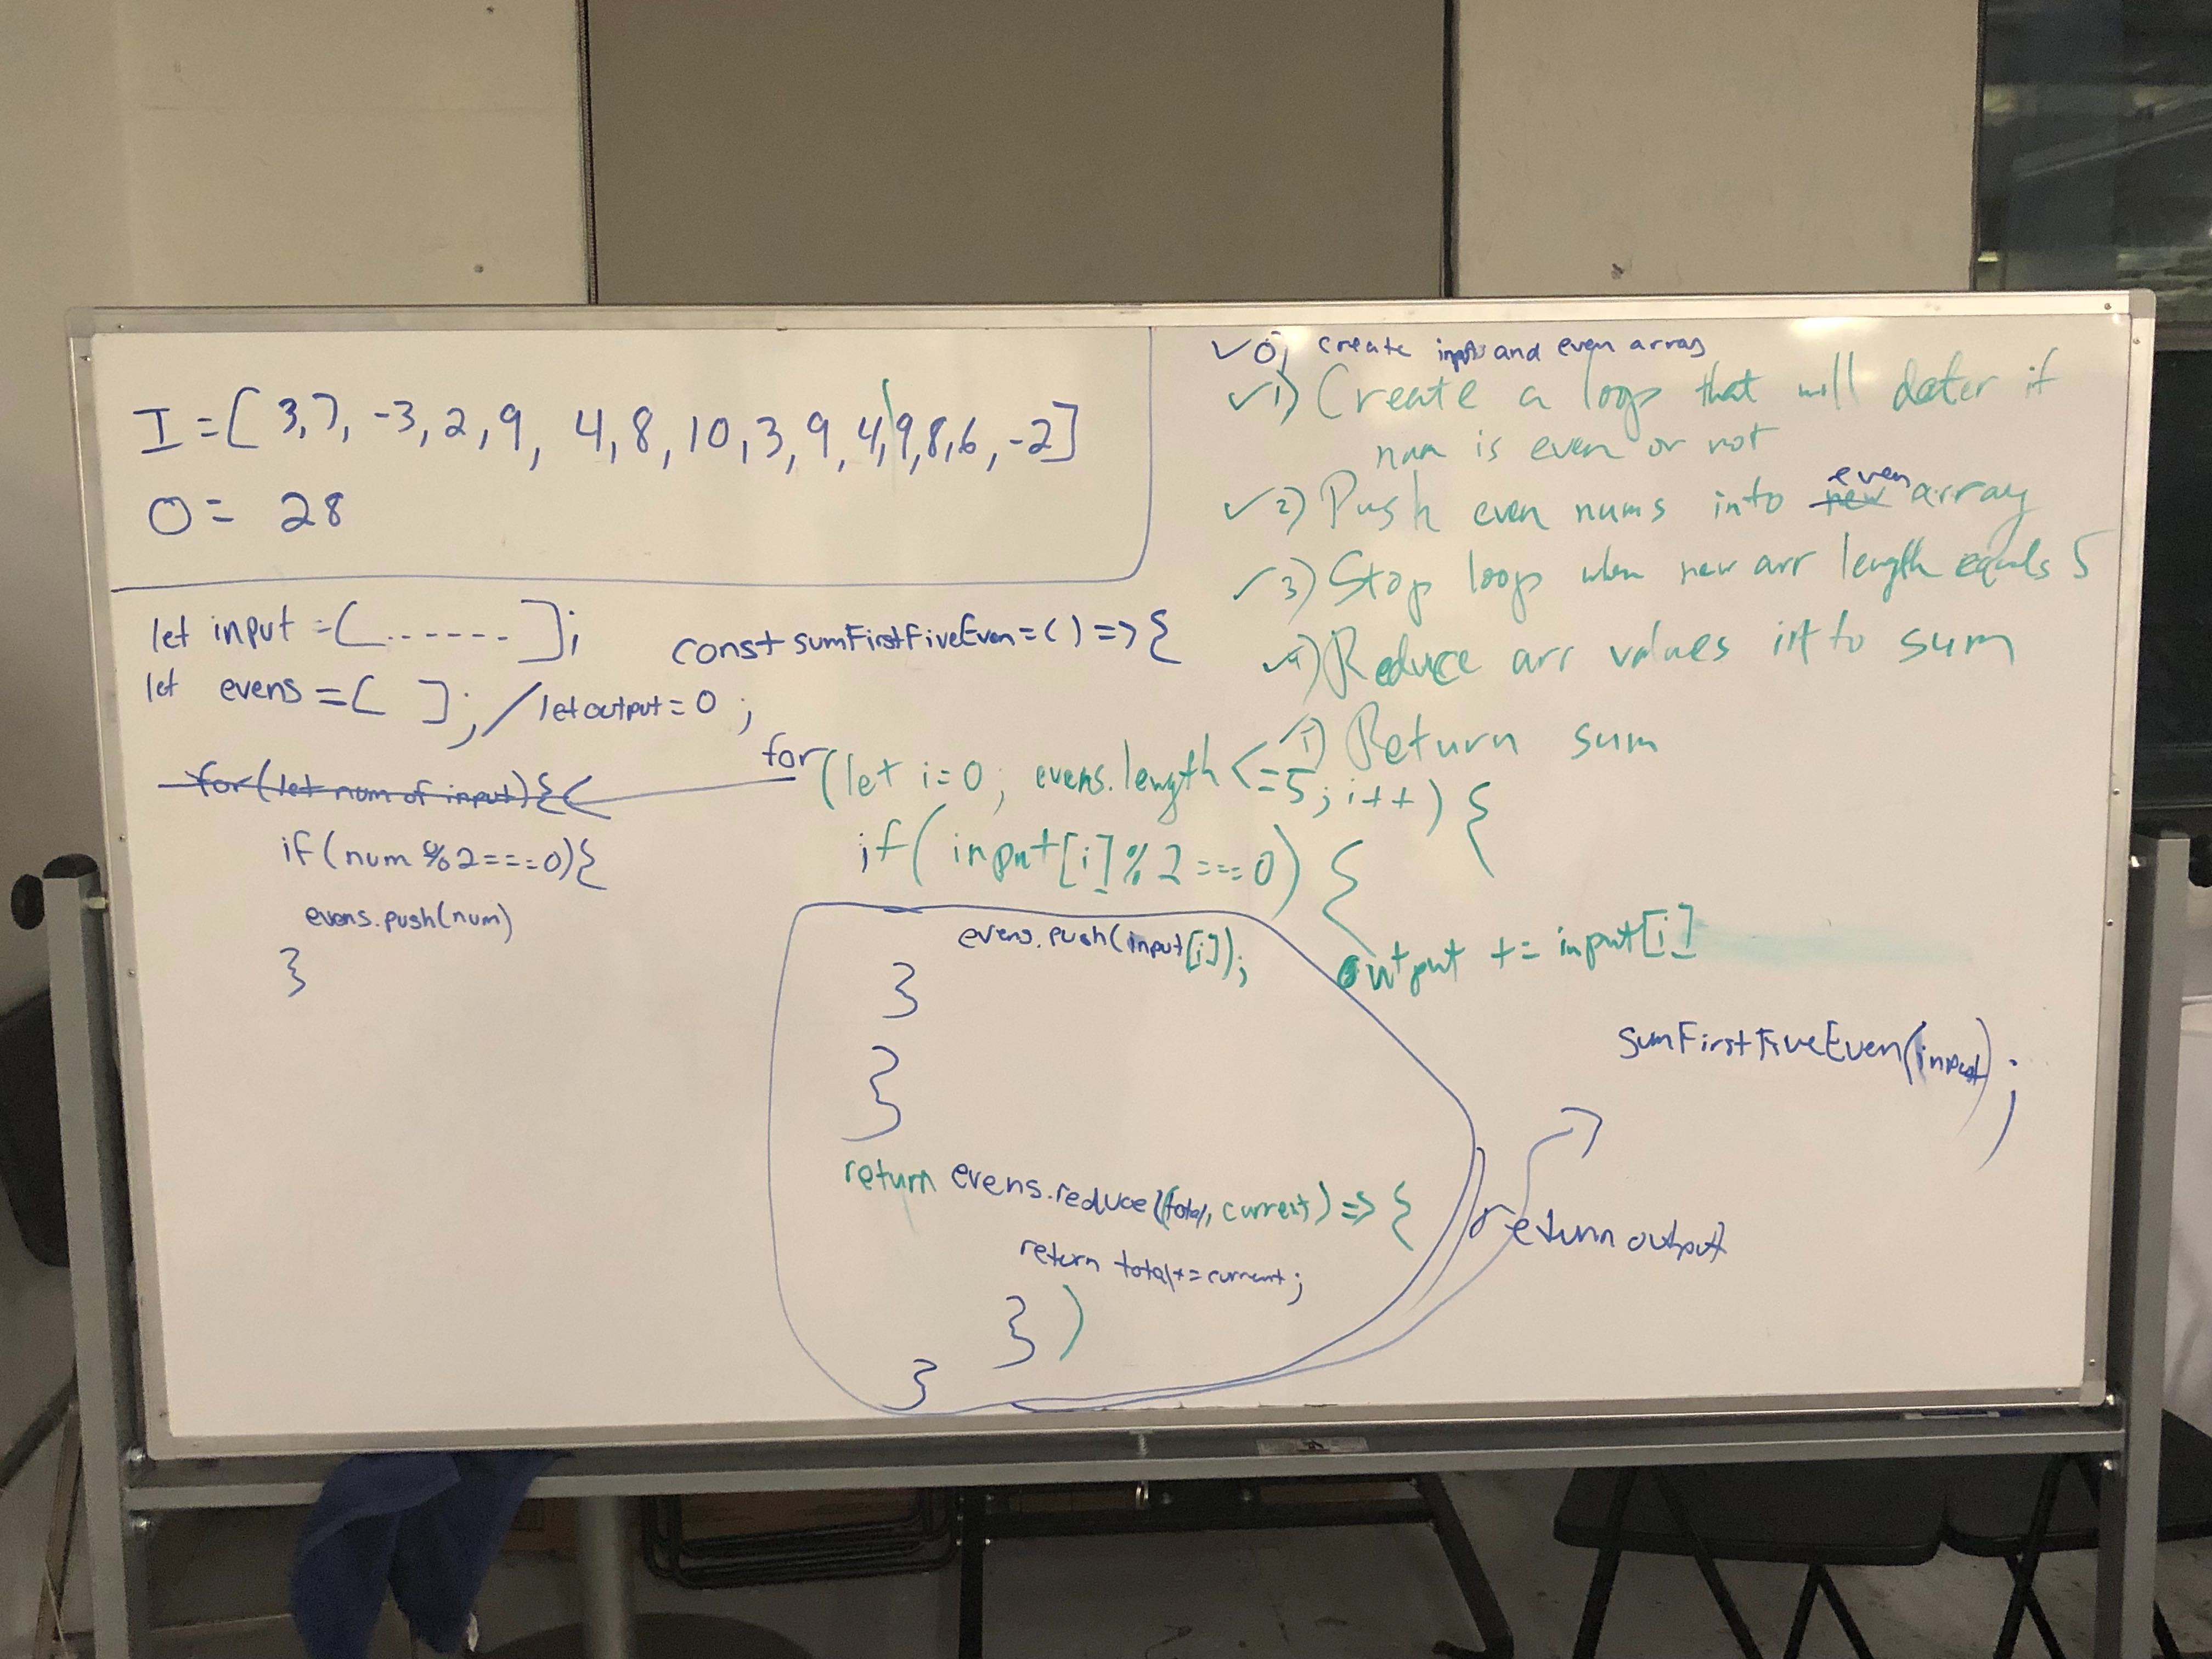 I = [ 3, 7, -3, 2, 9, 4, 8, 10, 3, 9, 4, 9, 8, 6, -2]
O = 28
✓ 0) create inputs and even array
✓ 1) Create a loop that will deter if
num is even or not
✓ 2) Push even nums into new even array
✓ 3) Stop loop when new arr length equals 5
✓ 4) Reduce arr values into sum
✓ 5) Return sum
let input = [ ....... ];
let evens = [ ]; / let output = 0 ;
for (let num of input) {
if (num % 2 === 0) {
evens.push(num)
}
const sumFirstFiveEven = ( ) => {
for (let i = 0 ; evens.length <= 5 ; i++ ) {
if ( input[i] % 2 === 0) {
evens.push(input[i]);
output += input[i]
}
}
return evens.reduce((total, current) => {
return total += current ;
} )
}
return output
sumFirstFiveEven(input) ;